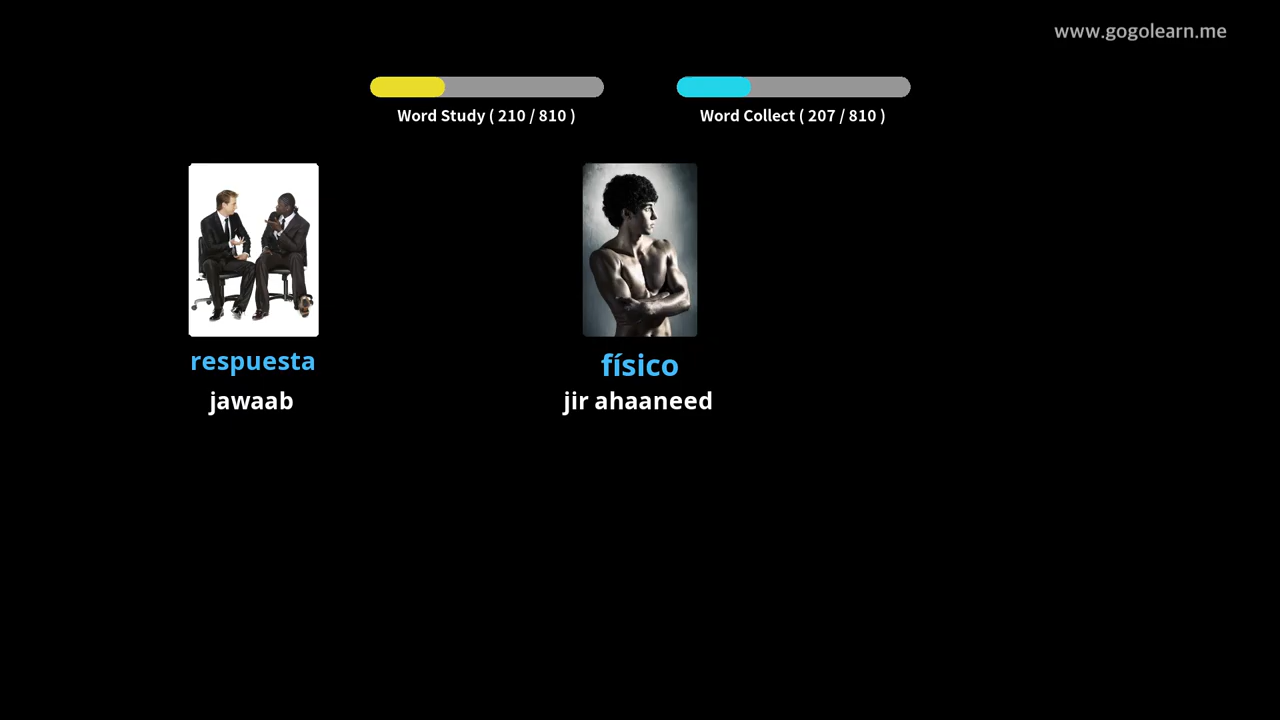 www.gogolearn.me
Word Study ( 210 / 810 )
Word Collect ( 207 / 810 )
respuesta
jawaab
físico
jir ahaaneed